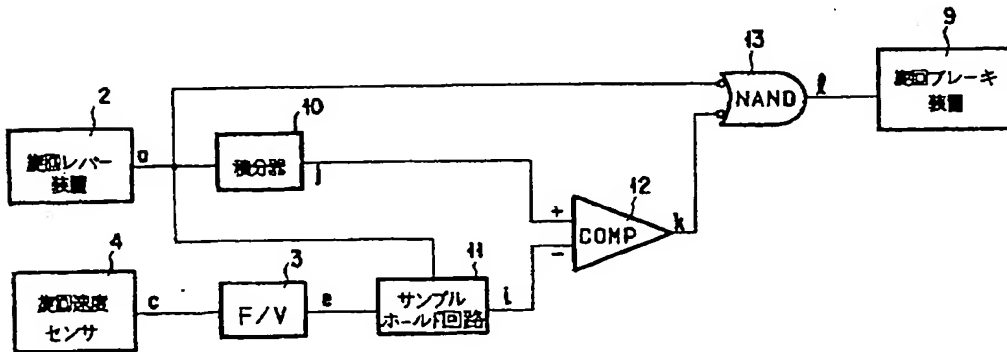 9
13
旋回ブレーキ
装置
NAND
ℓ
2
10
旋回レバー
装置
a
積分器
j
12
+
COMP
-
k
4
3
11
旋回速度
センサ
c
F/V
e
サンプル
ホールド回路
i